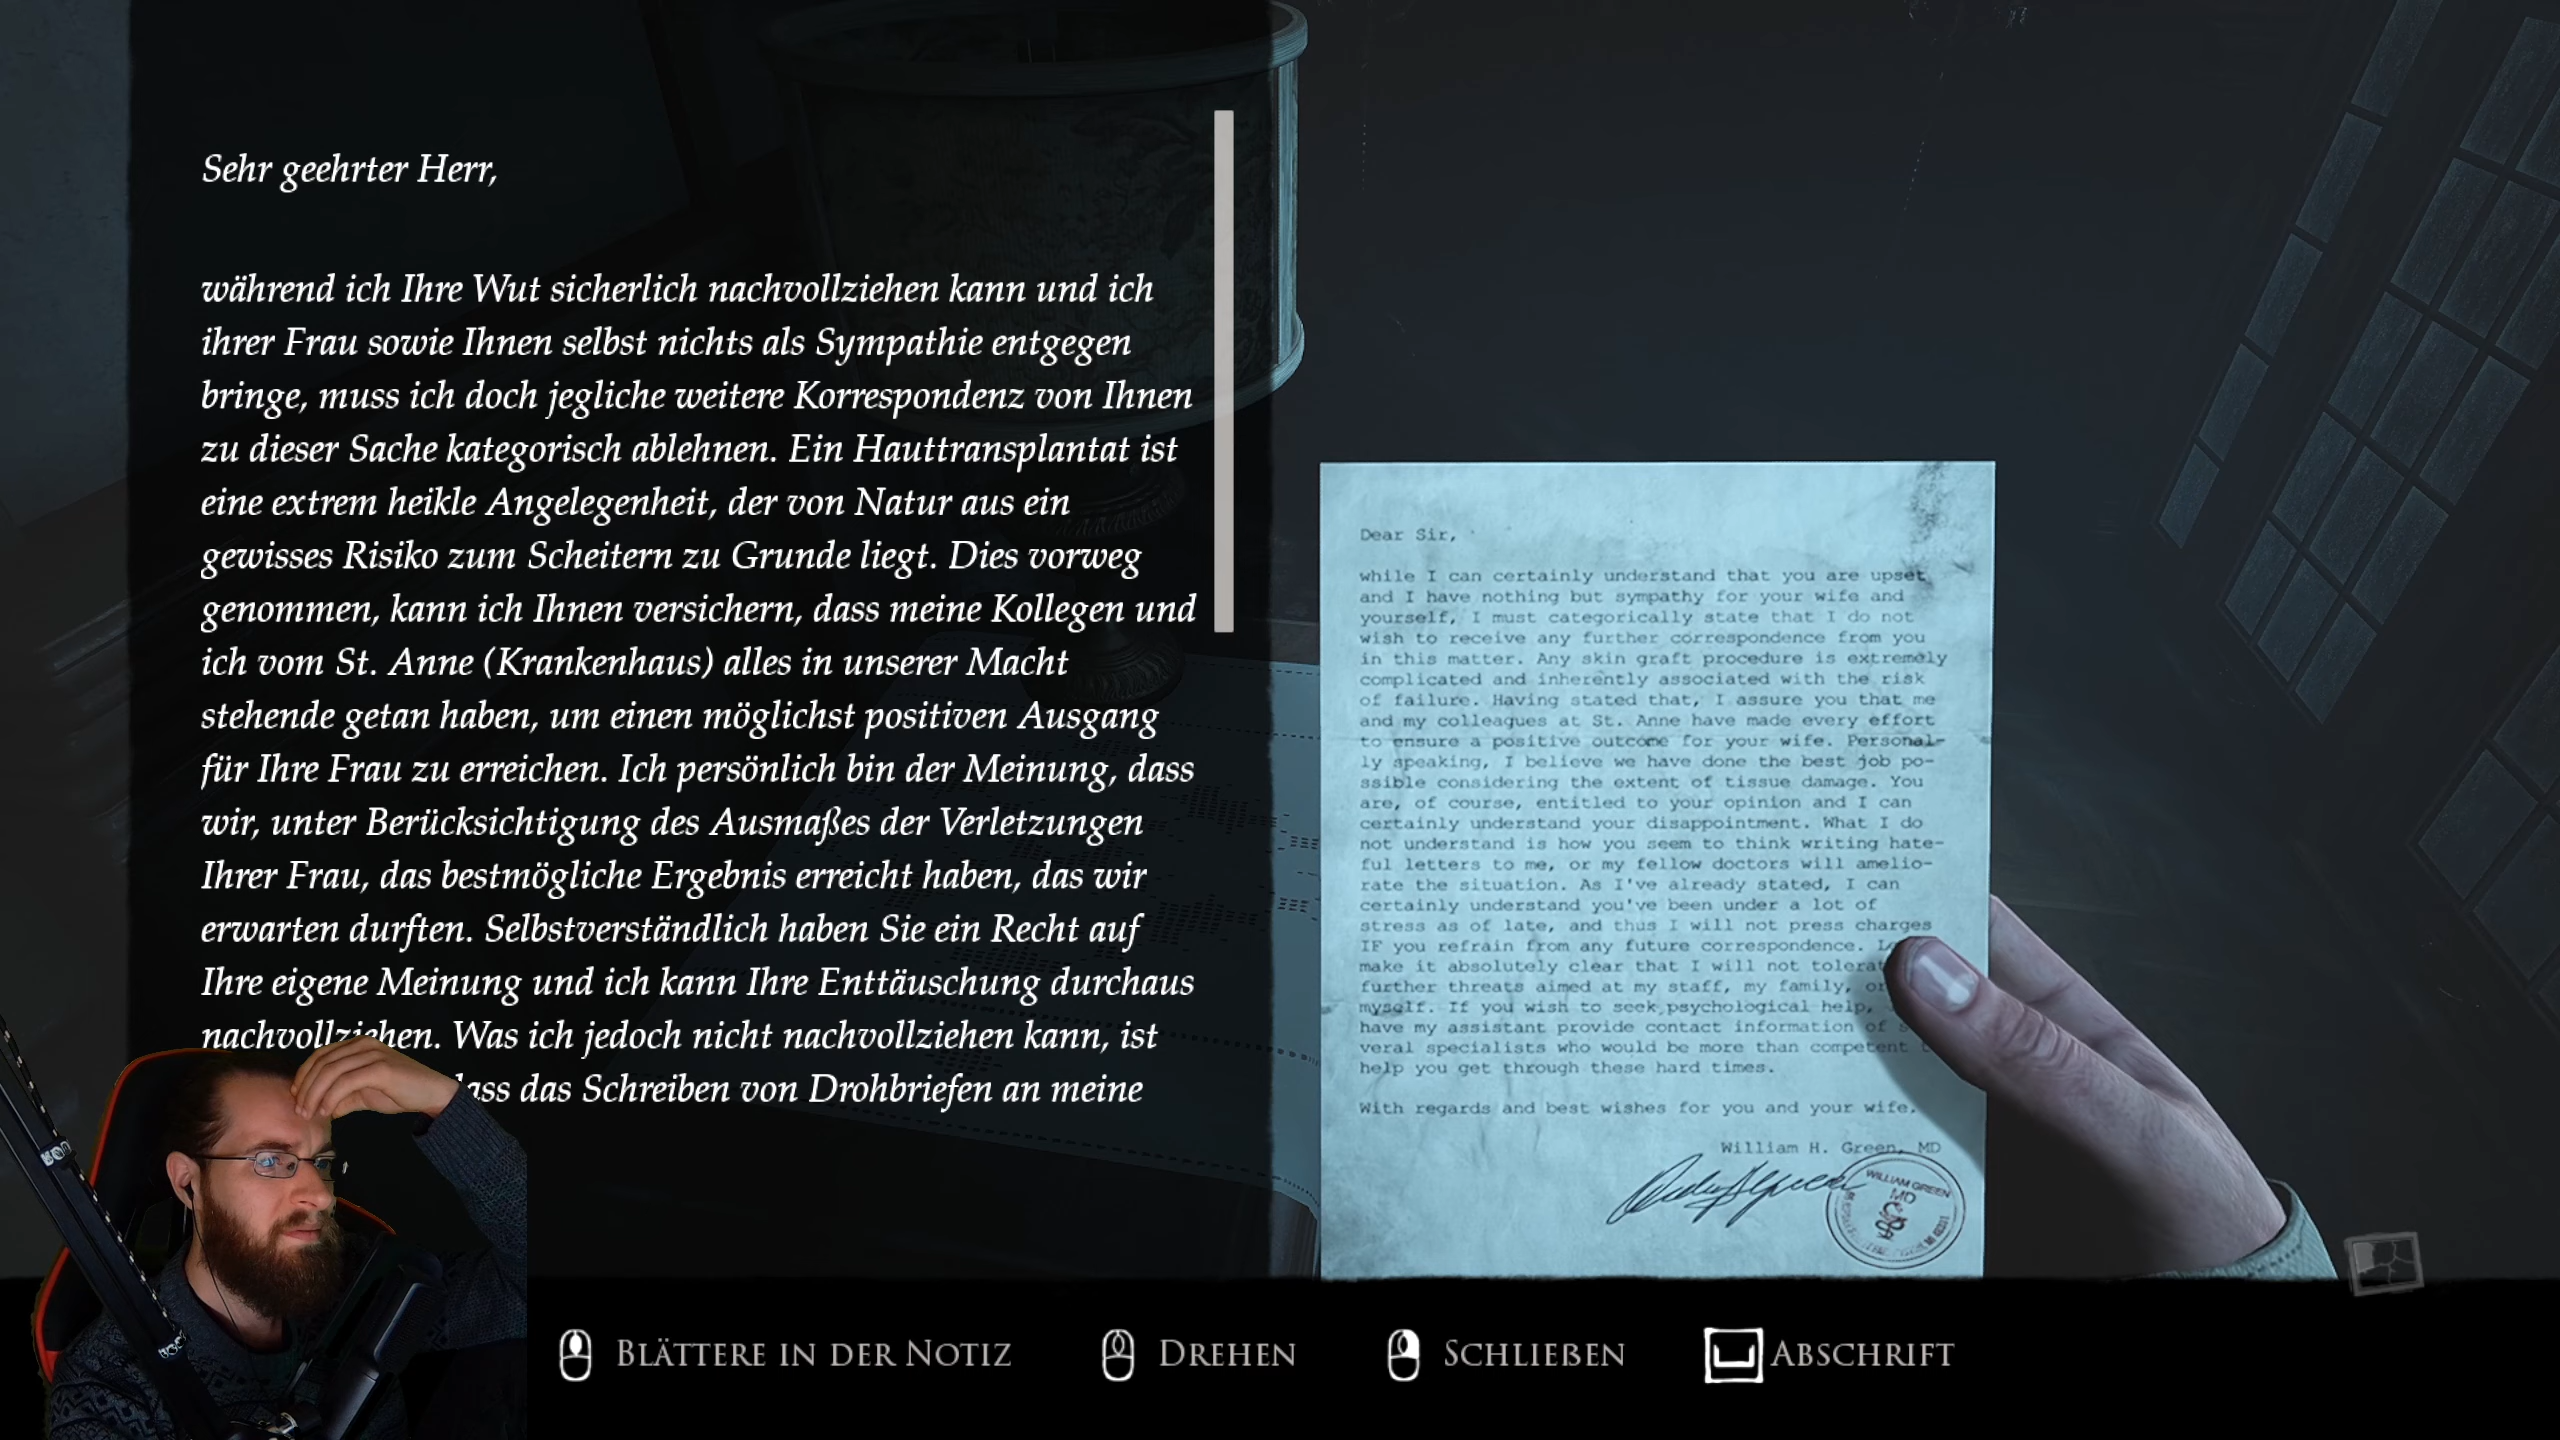 Sehr geehrter Herr,
während ich Ihre Wut sicherlich nachvollziehen kann und ich
ihrer Frau sowie Ihnen selbst nichts als Sympathie entgegen
bringe, muss ich doch jegliche weitere Korrespondenz von Ihnen
zu dieser Sache kategorisch ablehnen. Ein Hauttransplantat ist
eine extrem heikle Angelegenheit, der von Natur aus ein
gewisses Risiko zum Scheitern zu Grunde liegt. Dies vorweg
genommen, kann ich Ihnen versichern, dass meine Kollegen und
ich vom St. Anne (Krankenhaus) alles in unserer Macht
stehende getan haben, um einen möglichst positiven Ausgang
für Ihre Frau zu erreichen. Ich persönlich bin der Meinung, dass
wir, unter Berücksichtigung des Ausmaßes der Verletzungen
Ihrer Frau, das bestmögliche Ergebnis erreicht haben, das wir
erwarten durften. Selbstverständlich haben Sie ein Recht auf
Ihre eigene Meinung und ich kann Ihre Enttäuschung durchaus
nachvollziehen. Was ich jedoch nicht nachvollziehen kann, ist
das Schreiben von Drohbriefen an meine
Dear Sir,
while I can certainly understand that you are upset
and I have nothing but sympathy for your wife and
yourself, I must categorically state that I do not
wish to receive any further correspondence from you
in this matter. Any skin graft procedure is extremely
complicated and inherently associated with the risk
of failure. Having stated that, I assure you that me
and my colleagues at St. Anne have made every effort
to ensure a positive outcome for your wife. Personal-
ly speaking, I believe we have done the best job po-
ssible considering the extent of tissue damage. You
are, of course, entitled to your opinion and I can
certainly understand your disappointment. What I do
not understand is how you seem to think writing hate-
ful letters to me, or my fellow doctors will amelio-
rate the situation. As I've already stated, I can
certainly understand you've been under a lot of
stress as of late, and thus I will not press charges
IF you refrain from any future correspondence.
make it absolutely clear that I will not
further threats aimed at my staff, my family, or
myself. If you wish to seek psychological help,
have my assistant provide contact information of
veral specialists who would be more than competent
help you get through these hard times.
With regards and best wishes for you and your wife.
William H. Green, MD
WILLIAM GREEN
MD
BLÄTTERE IN DER NOTIZ
DREHEN
SCHLIEßEN
ABSCHRIFT